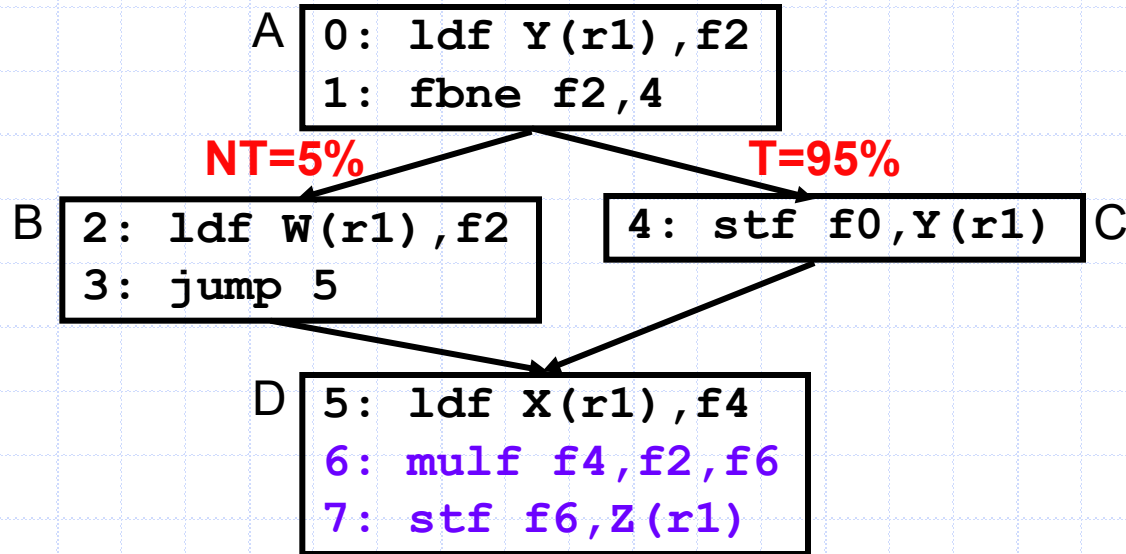 A
0: ldf Y(r1),f2
1: fbne f2,4
NT=5%
T=95%
B
2: ldf W(r1),f2
3: jump 5
4: stf f0,Y(r1)
C
D
5: ldf X(r1),f4
6: mulf f4,f2,f6
7: stf f6,Z(r1)